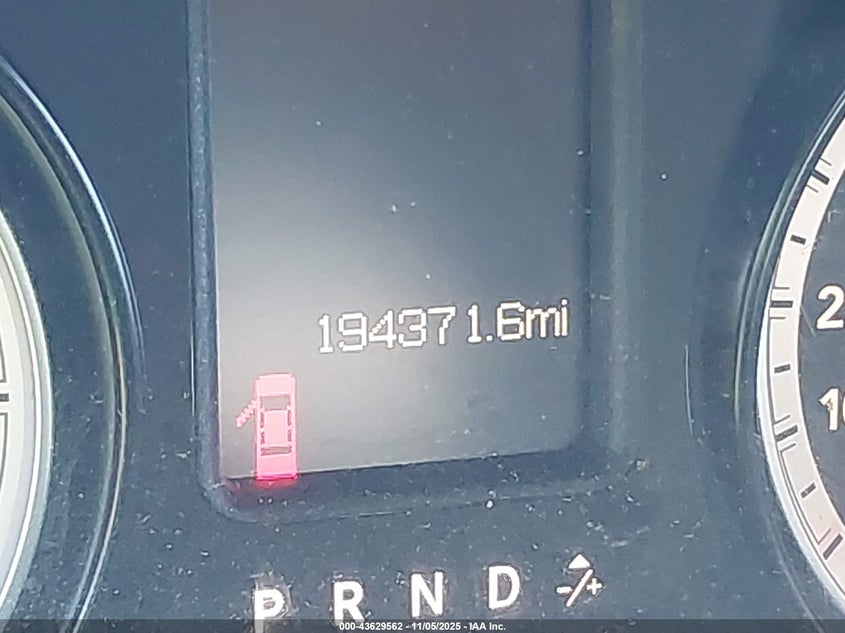 194371.6mi
2
P R N D -/+
000-43629562 - 11/05/2025 - IAA Inc.